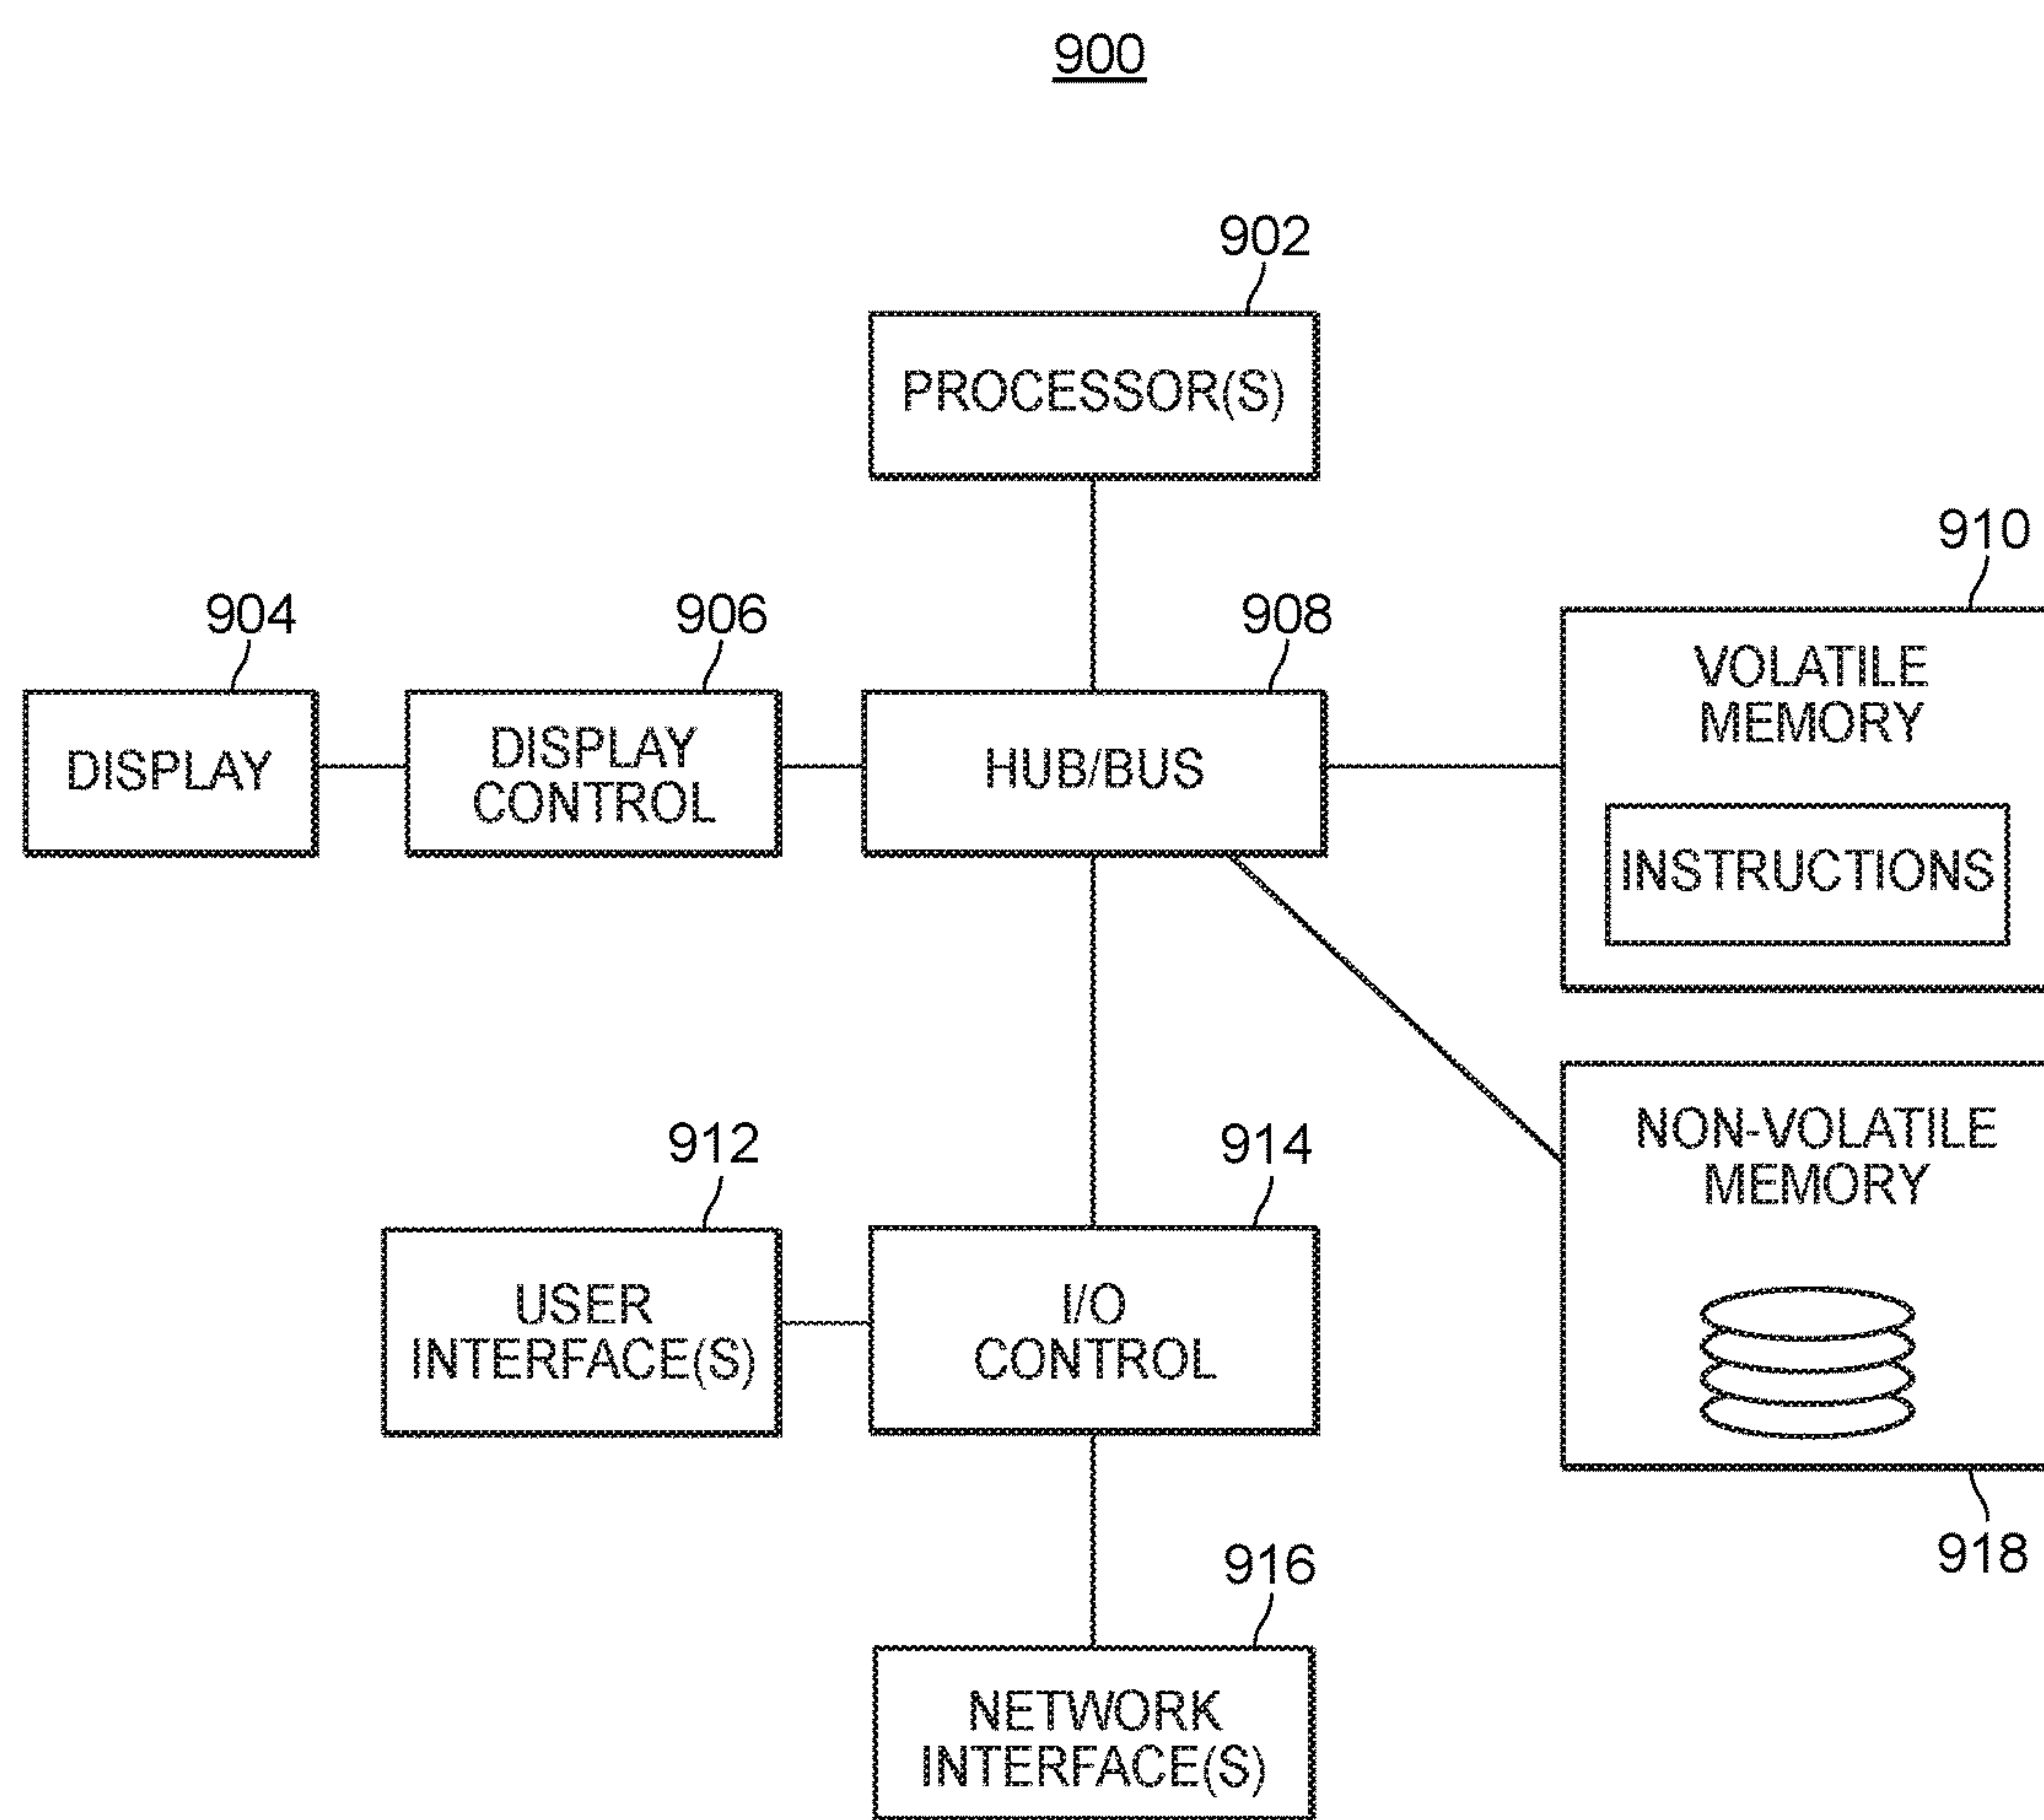 900
902
PROCESSOR(S)
910
904
906
908
VOLATILE
MEMORY
DISPLAY
DISPLAY
CONTROL
HUB/BUS
INSTRUCTIONS
NON-VOLATILE
MEMORY
912
914
USER
INTERFACE(S)
I/O
CONTROL
918
916
NETWORK
INTERFACE(S)